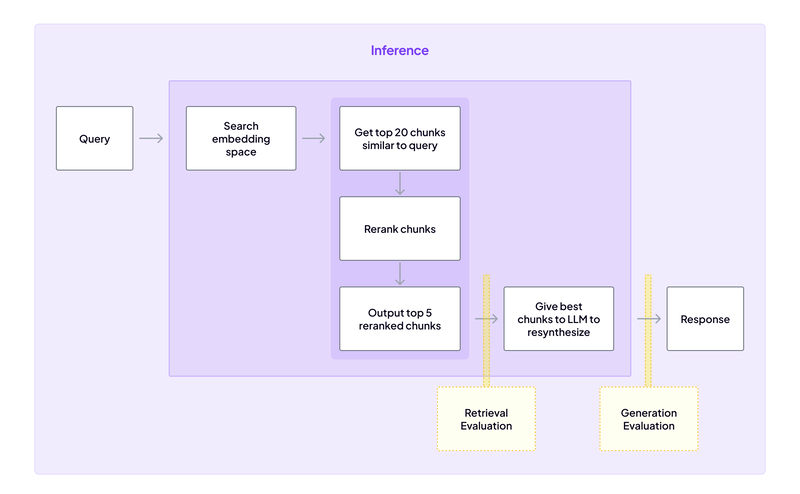 Inference
Query
Search
embedding
space
Get top 20 chunks
similar to query
Rerank chunks
Output top 5
reranked chunks
Give best
chunks to LLM to
resynthesize
Response
Retrieval
Evaluation
Generation
Evaluation